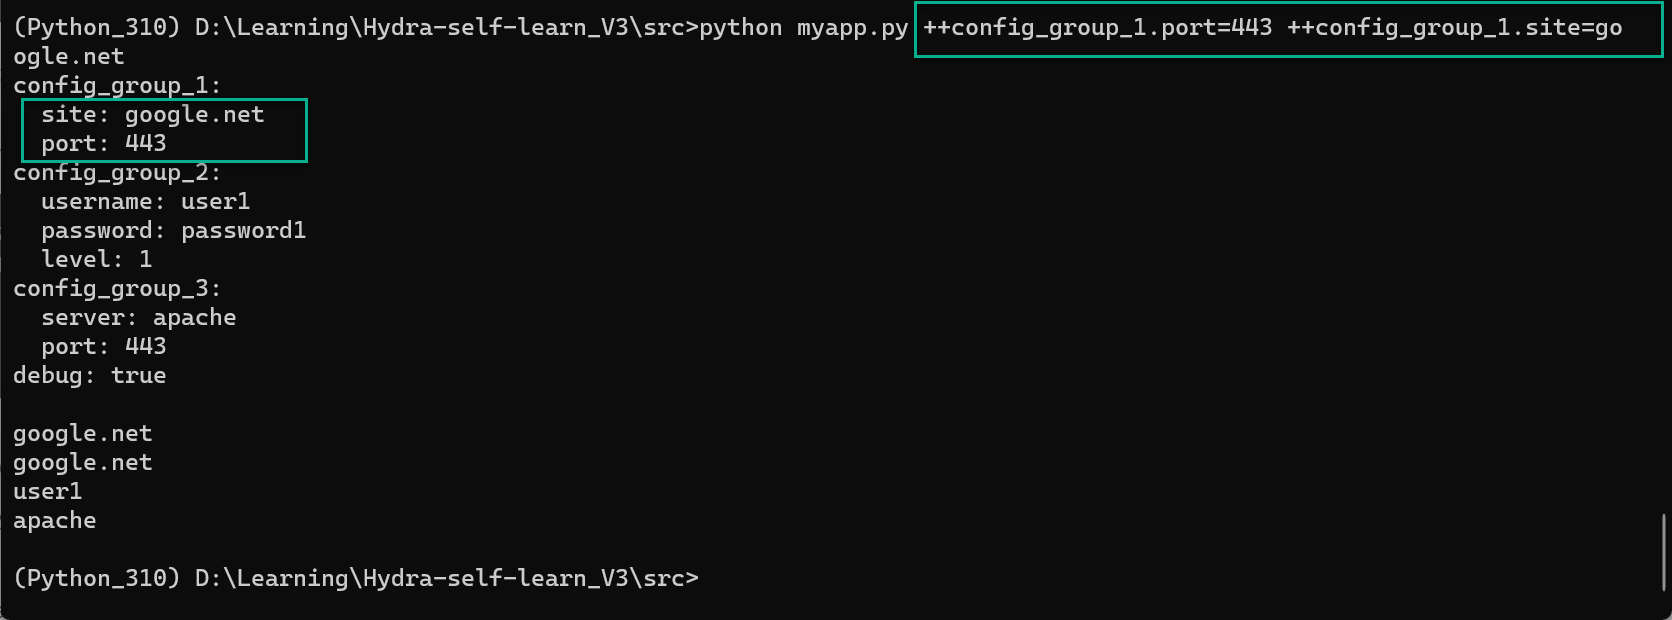 (Python_310) D:\Learning\Hydra-self-learn_V3\src>python myapp.py ++config_group_1.port=443 ++config_group_1.site=go
ogle.net
config_group_1:
  site: google.net
  port: 443
config_group_2:
  username: user1
  password: password1
  level: 1
config_group_3:
  server: apache
  port: 443
debug: true

google.net
google.net
user1
apache

(Python_310) D:\Learning\Hydra-self-learn_V3\src>